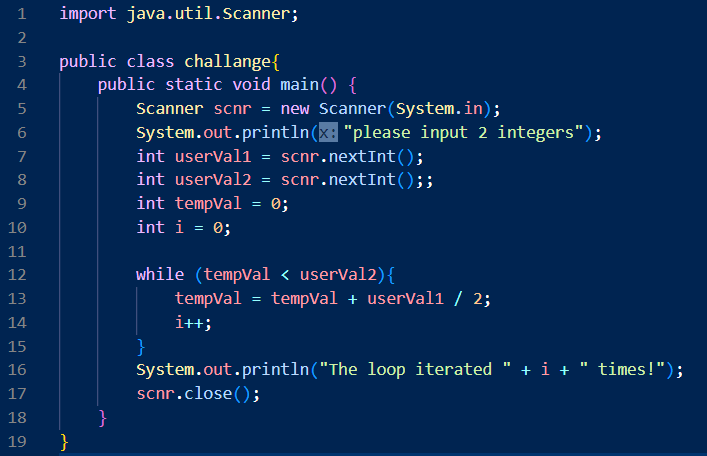 1 import java.util.Scanner;
2
3 public class challange{
4 public static void main() {
5 Scanner scnr = new Scanner(System.in);
6 System.out.println(x: "please input 2 integers");
7 int userVal1 = scnr.nextInt();
8 int userVal2 = scnr.nextInt();;
9 int tempVal = 0;
10 int i = 0;
11
12 while (tempVal < userVal2){
13 tempVal = tempVal + userVal1 / 2;
14 i++;
15 }
16 System.out.println("The loop iterated " + i + " times!");
17 scnr.close();
18 }
19 }